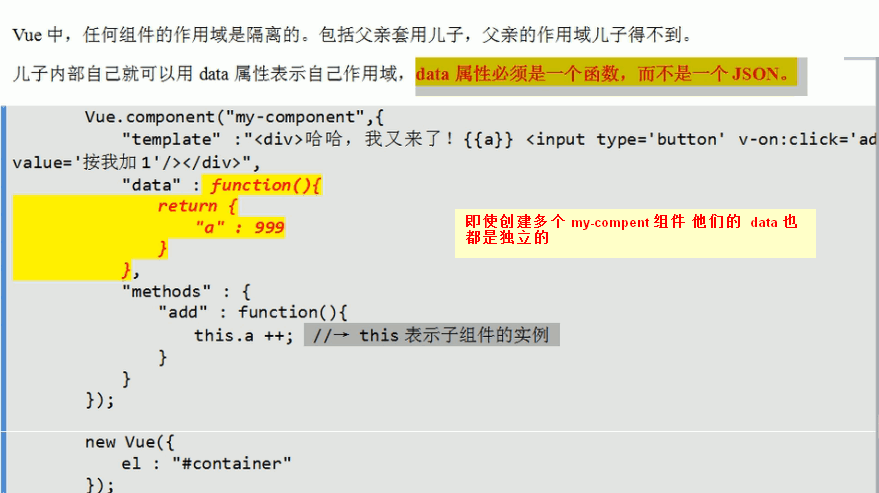 Vue 中，任何组件的作用域是隔离的。包括父亲套用儿子，父亲的作用域儿子得不到。
儿子内部自己就可以用 data 属性表示自己作用域，data 属性必须是一个函数，而不是一个 JSON。
Vue.component("my-component",{
"template" :"<div>哈哈，我又来了！{{a}} <input type='button' v-on:click='ad
value='按我加1'/></div>",
"data" : function(){
return {
"a" : 999
}
},
即使创建多个 my-compent 组件 他们的 data 也
都是独立的
"methods" : {
"add" : function(){
this.a ++; //→ this 表示子组件的实例
}
}
});
new Vue({
el : "#container"
});